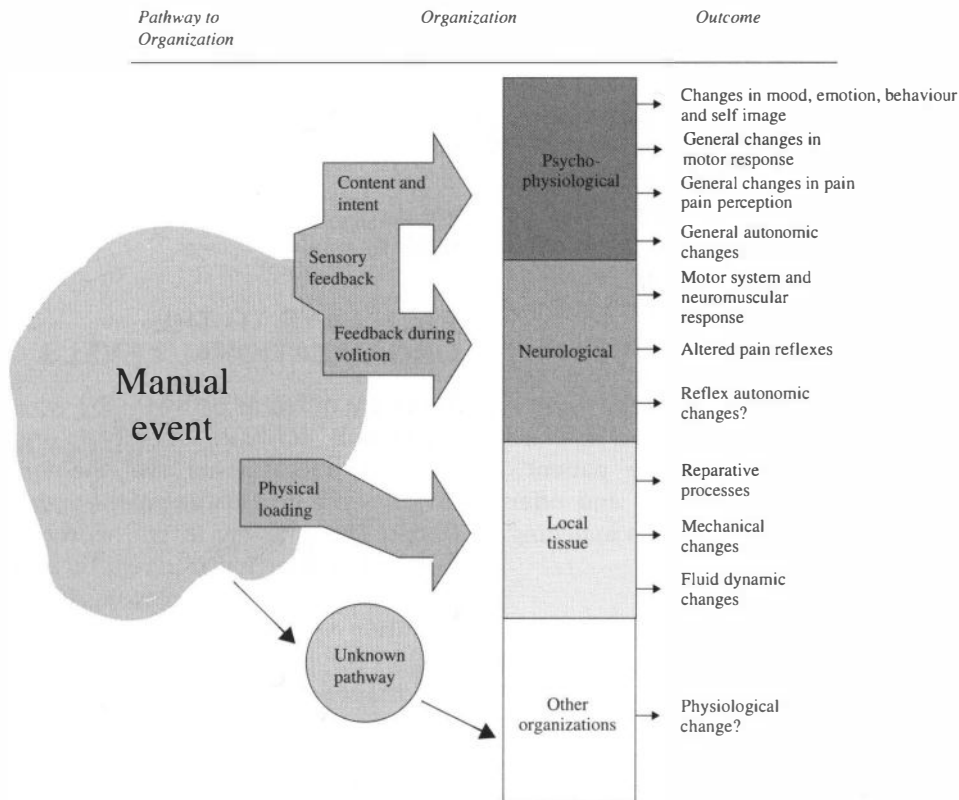 Pathway to
Organization
Organization
Outcome
Manual
event
Content and
intent
Sensory
feedback
Feedback during
volition
Physical
loading
Unknown
pathway
Psycho-
physiological
Neurological
Local
tissue
Other
organizations
Changes in mood, emotion, behaviour
and self image
General changes in
motor response
General changes in pain
pain perception
General autonomic
changes
Motor system and
neuromuscular
response
Altered pain reflexes
Reflex autonomic
changes?
Reparative
processes
Mechanical
changes
Fluid dynamic
changes
Physiological
change?